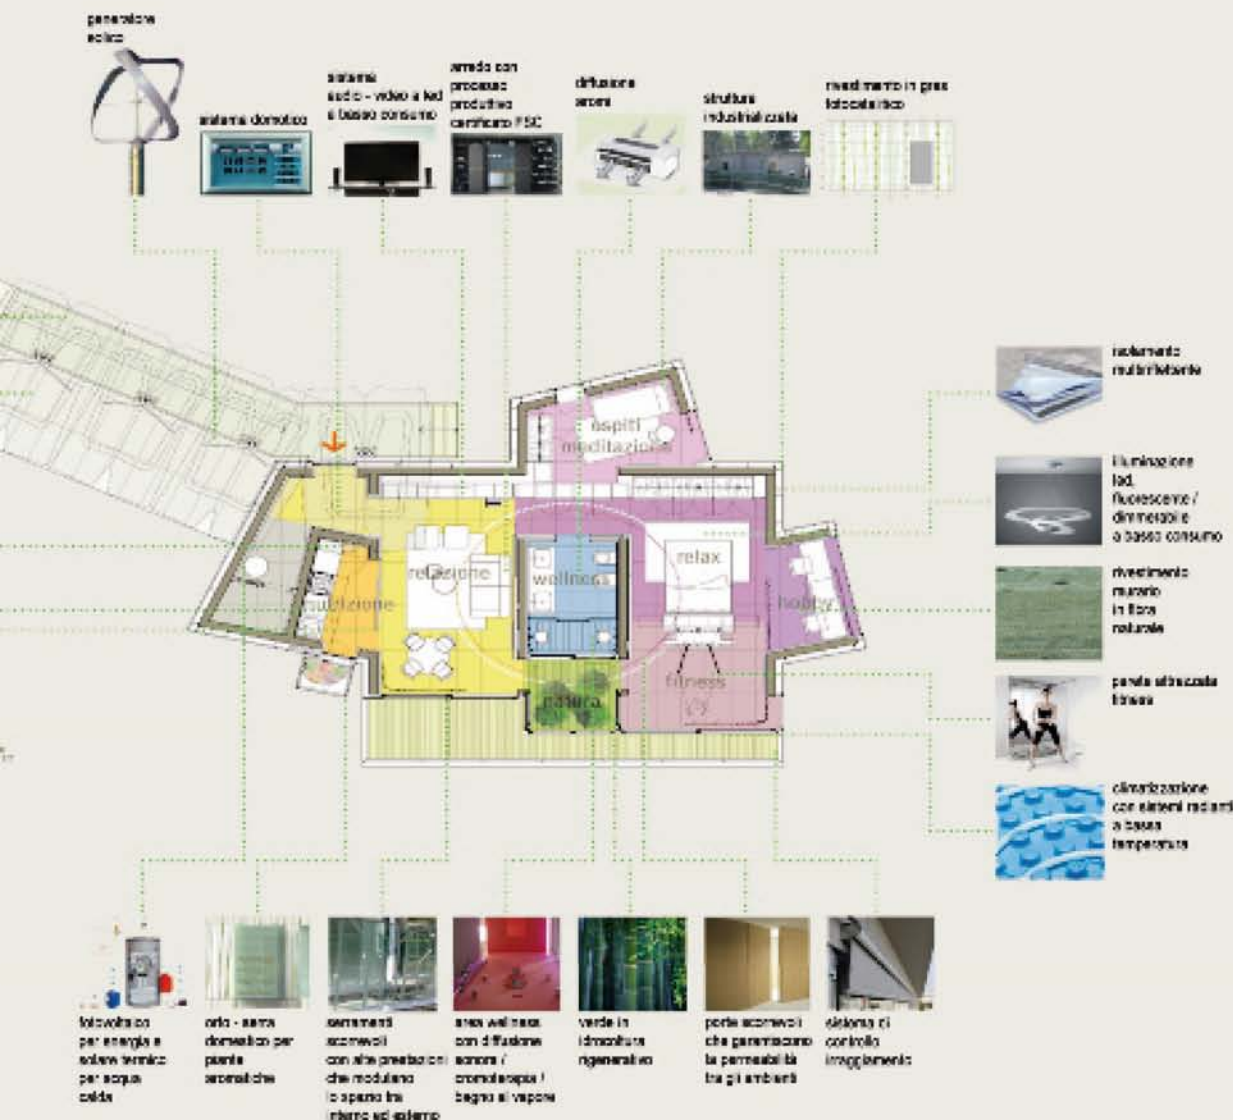 generatore
eolico
sistema domotico
sistema
audio - video a led
a basso consumo
arredo con
processo
produttivo
certificato FSC
diffusione
aromi
struttura
industrializzata
rivestimento in gres
fotocatalitico
isolamento
multiriflettente
illuminazione
led,
fluorescente /
dimmerabile
a basso consumo
rivestimento
murario
in fibra
naturale
parete attrezzata
fitness
climatizzazione
con sistemi radianti
a bassa
temperatura
ospiti
meditazione
relazione
wellness
relax
nutrizione
hobby
fitness
natura
fotovoltaico
per energia e
solare termico
per acqua
calda
orto - serra
domestico per
piante
aromatiche
serramenti
scorrevoli
con alte prestazioni
che modulano
lo spazio tra
interno ed esterno
area wellness
con diffusione
sonora /
cromoterapia /
bagno al vapore
verde in
idrocoltura
rigenerativo
porte scorrevoli
che garantiscono
la permeabilità
tra gli ambienti
sistema di
controllo
irraggiamento